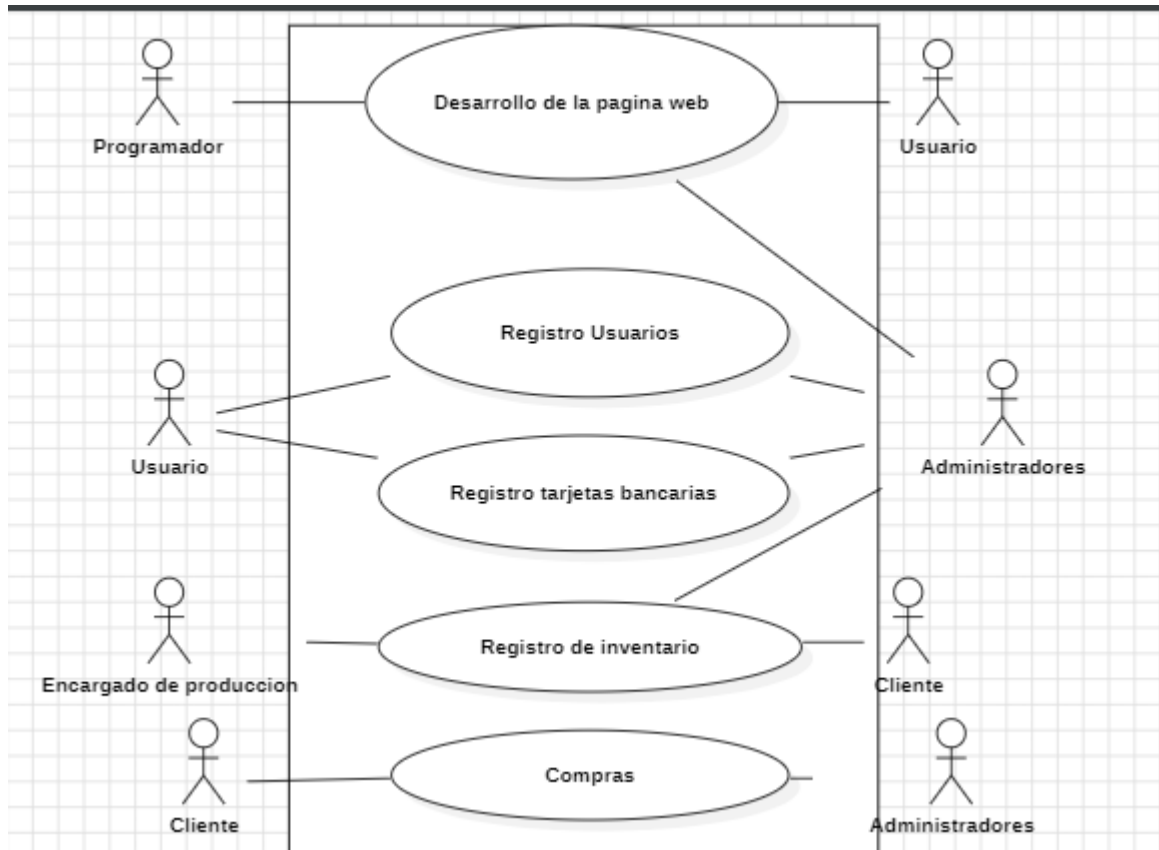 Desarrollo de la pagina web
Programador
Usuario
Registro Usuarios
Usuario
Administradores
Registro tarjetas bancarias
Registro de inventario
Encargado de produccion
Cliente
Compras
Cliente
Administradores